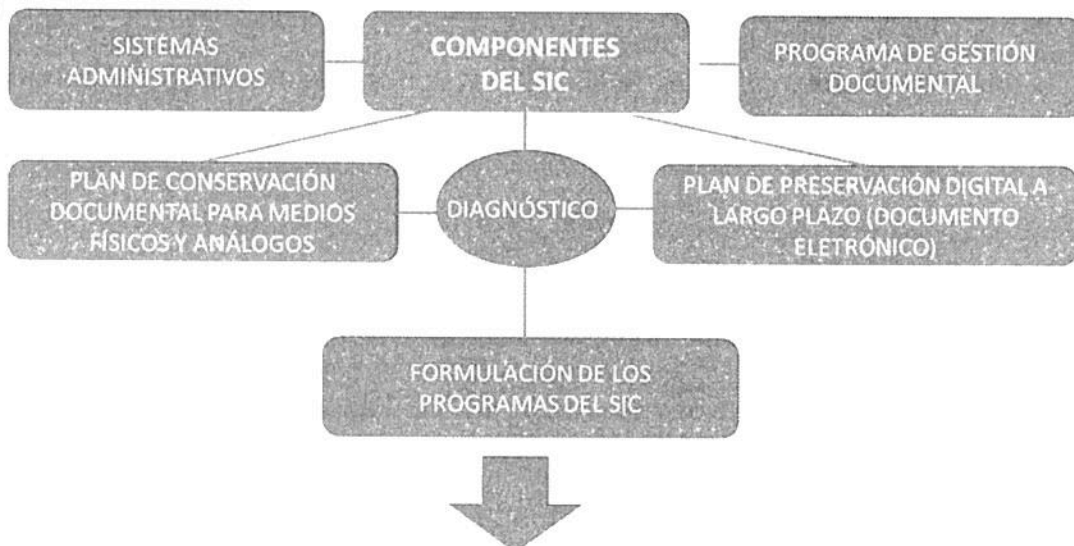 SISTEMAS
ADMINISTRATIVOS
COMPONENTES
DEL SIC
PROGRAMA DE GESTIÓN
DOCUMENTAL
PLAN DE CONSERVACIÓN
DOCUMENTAL PARA MEDIOS
FÍSICOS Y ANÁLOGOS
DIAGNÓSTICO
PLAN DE PRESERVACIÓN DIGITAL A
LARGO PLAZO (DOCUMENTO
ELETRÓNICO)
FORMULACIÓN DE LOS
PROGRAMAS DEL SIC